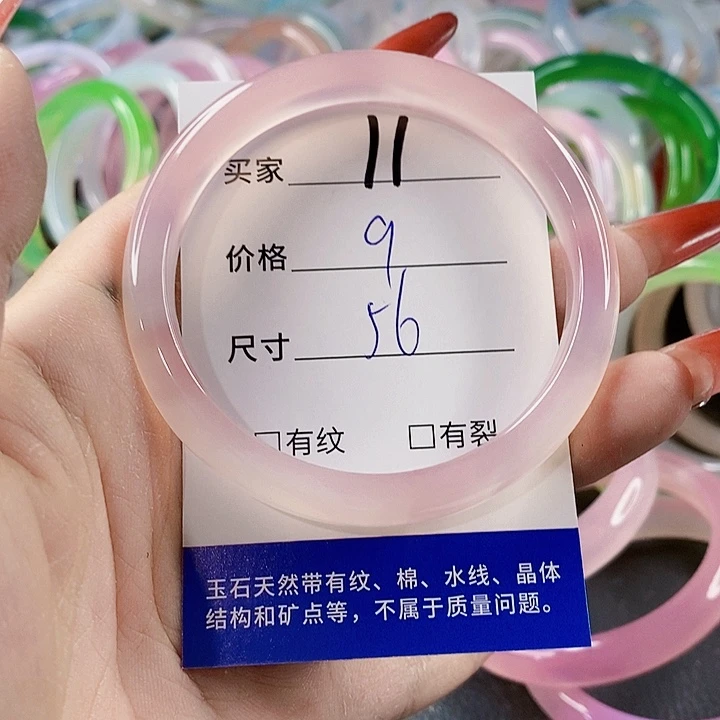 买家 11
价格 9
尺寸 56
□有纹 □有裂
玉石天然带有纹、棉、水线、晶体
结构和矿点等，不属于质量问题。